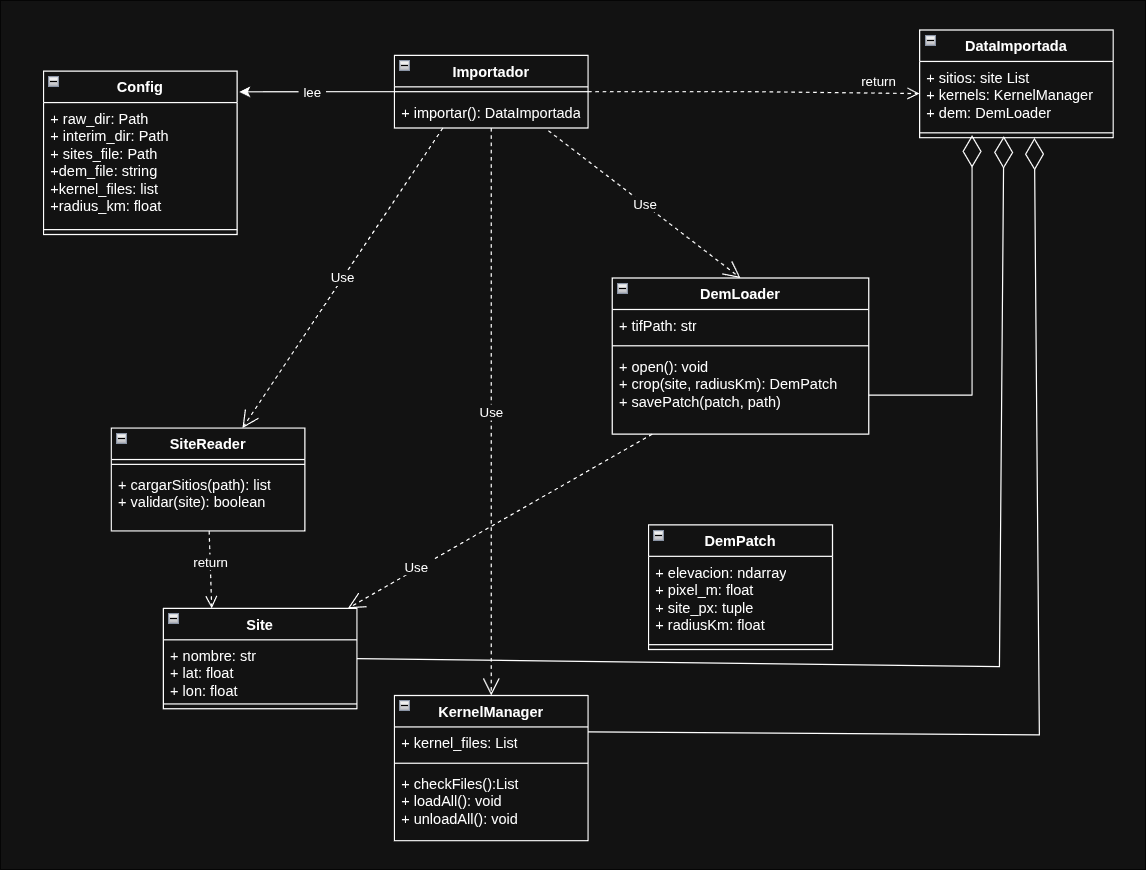 Config
+ raw_dir: Path
+ interim_dir: Path
+ sites_file: Path
+dem_file: string
+kernel_files: list
+radius_km: float
lee
Importador
+ importar(): DataImportada
return
DataImportada
+ sitios: site List
+ kernels: KernelManager
+ dem: DemLoader
Use
Use
Use
DemLoader
+ tifPath: str
+ open(): void
+ crop(site, radiusKm): DemPatch
+ savePatch(patch, path)
SiteReader
+ cargarSitios(path): list
+ validar(site): boolean
return
Use
DemPatch
+ elevacion: ndarray
+ pixel_m: float
+ site_px: tuple
+ radiusKm: float
Site
+ nombre: str
+ lat: float
+ lon: float
KernelManager
+ kernel_files: List
+ checkFiles():List
+ loadAll(): void
+ unloadAll(): void